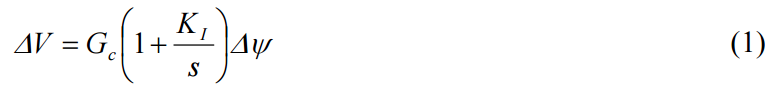 ΔV = G_c(1 + K_I/s)Δψ (1)